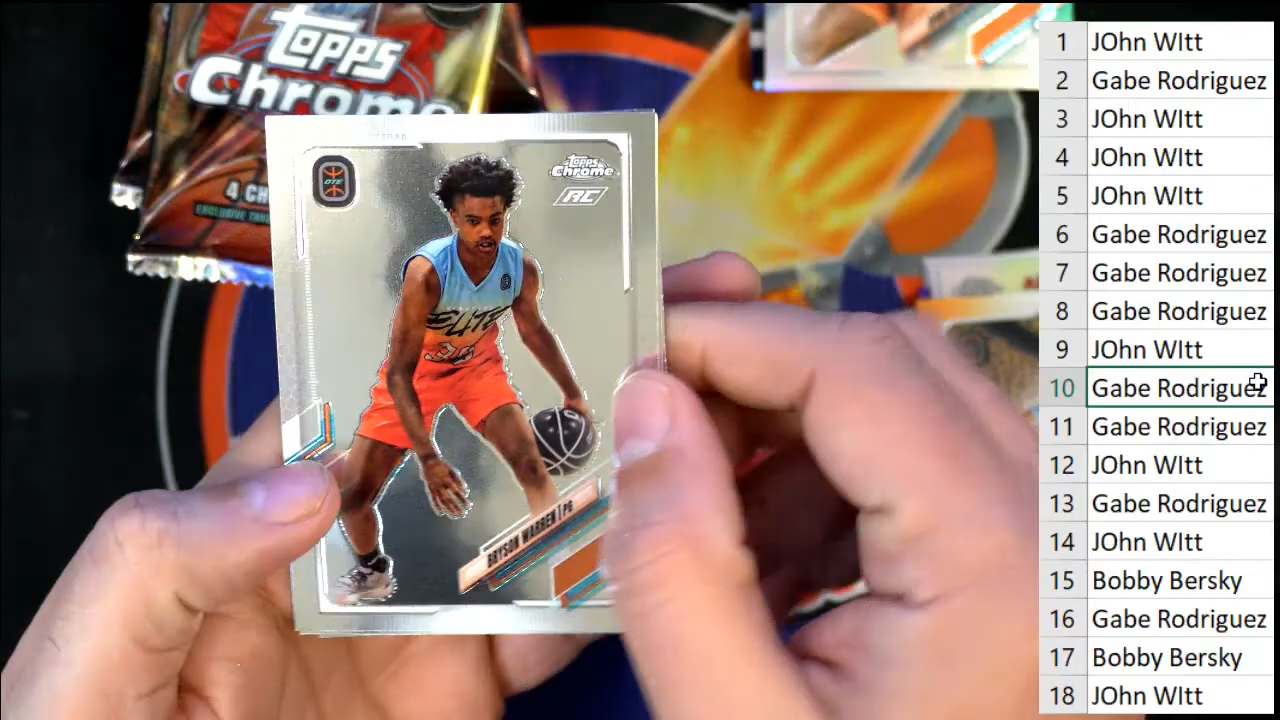 Topps
Chrome
4 CH
EXCLUSIVE THR
OTE
Topps
Chrome
RC
ELITE
30
BRYSON WARREN | PG
1 JOhn WItt
2 Gabe Rodriguez
3 JOhn WItt
4 JOhn WItt
5 JOhn WItt
6 Gabe Rodriguez
7 Gabe Rodriguez
8 Gabe Rodriguez
9 JOhn WItt
10 Gabe Rodriguez
11 Gabe Rodriguez
12 JOhn WItt
13 Gabe Rodriguez
14 JOhn WItt
15 Bobby Bersky
16 Gabe Rodriguez
17 Bobby Bersky
18 JOhn WItt